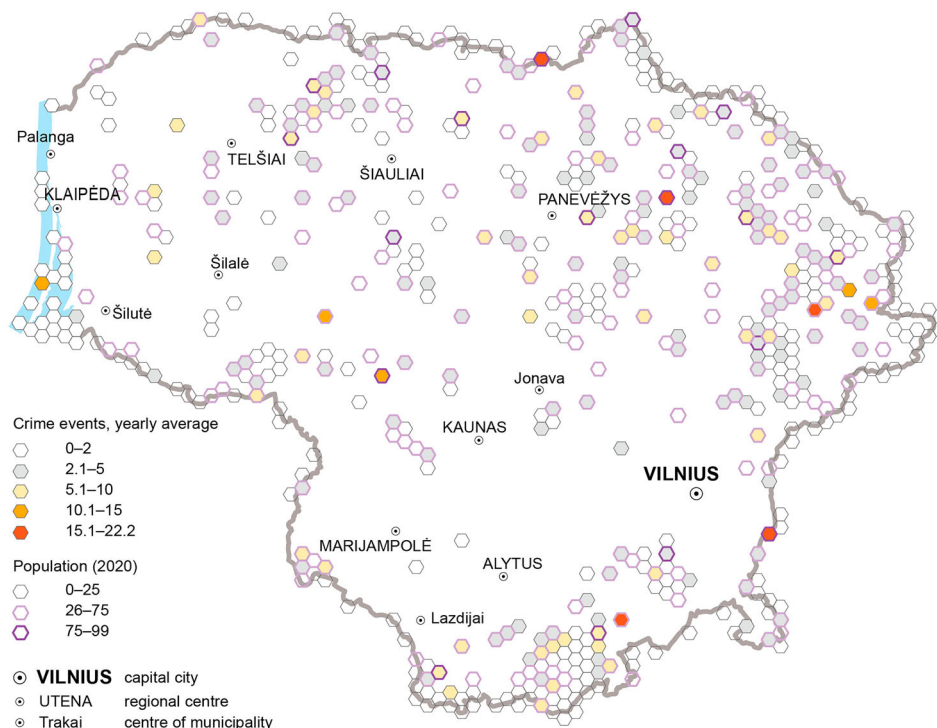 Palanga
TELŠIAI
ŠIAULIAI
KLAIPĖDA
PANEVĖŽYS
Šilalė
Šilutė
Jonava
Crime events, yearly average
0–2
2.1–5
5.1–10
10.1–15
15.1–22.2
KAUNAS
VILNIUS
MARIJAMPOLĖ
ALYTUS
Population (2020)
0–25
26–75
75–99
Lazdijai
VILNIUS capital city
UTENA regional centre
Trakai centre of municipality